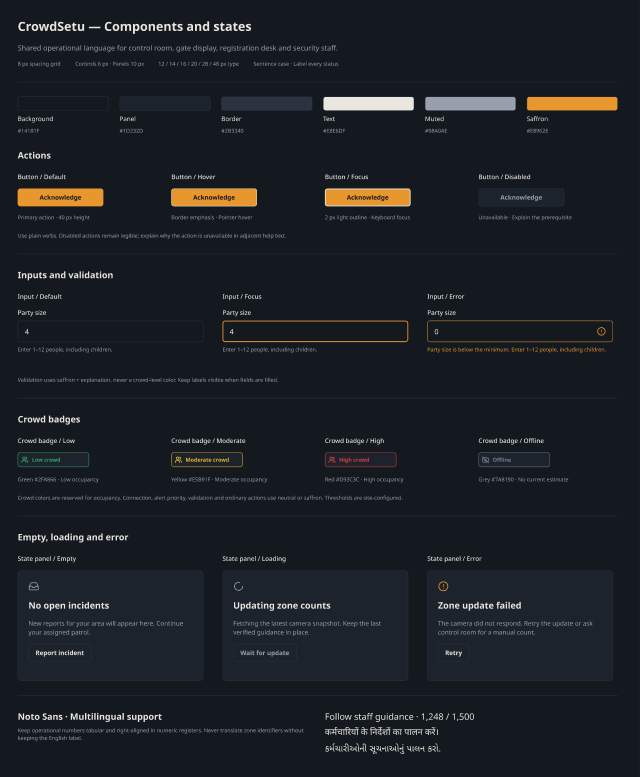 CrowdSetu — Components and states
Shared operational language for control room, gate display, registration desk and security staff.
8 px spacing grid Controls 6 px · Panels 10 px 12 / 14 / 16 / 20 / 28 / 48 px type Sentence case · Label every status
Background Panel Border Text Muted Saffron
#14181F #1D232D #2B3340 #E8E6DF #98A0AE #E8962E
Actions
Button / Default Button / Hover Button / Focus Button / Disabled
Acknowledge Acknowledge Acknowledge Acknowledge
Primary action · 40 px height Border emphasis · Pointer hover 2 px light outline · Keyboard focus Unavailable · Explain the prerequisite
Use plain verbs. Disabled actions remain legible; explain why the action is unavailable in adjacent help text.
Inputs and validation
Input / Default Input / Focus Input / Error
Party size Party size Party size
4 4 0
Enter 1–12 people, including children. Enter 1–12 people, including children. Party size is below the minimum. Enter 1–12 people, including children.
Validation uses saffron + explanation, never a crowd-level color. Keep labels visible when fields are filled.
Crowd badges
Crowd badge / Low Crowd badge / Moderate Crowd badge / High Crowd badge / Offline
Low crowd Moderate crowd High crowd Offline
Green #2FA866 · Low occupancy Yellow #E5B91F · Moderate occupancy Red #D93C3C · High occupancy Grey #7A8190 · No current estimate
Crowd colors are reserved for occupancy. Connection, alert priority, validation and ordinary actions use neutral or saffron. Thresholds are site-configured.
Empty, loading and error
State panel / Empty State panel / Loading State panel / Error
No open incidents Updating zone counts Zone update failed
New reports for your area will appear here. Continue Fetching the latest camera snapshot. Keep the last The camera did not respond. Retry the update or ask
your assigned patrol. verified guidance in place. control room for a manual count.
Report incident Wait for update Retry
Noto Sans · Multilingual support Follow staff guidance · 1,248 / 1,500
Keep operational numbers tabular and right-aligned in numeric registers. Never translate zone identifiers without कर्मचारियों के निर्देशों का पालन करें।
keeping the English label. કર્મચારીઓની સૂચનાઓનું પાલન કરો.